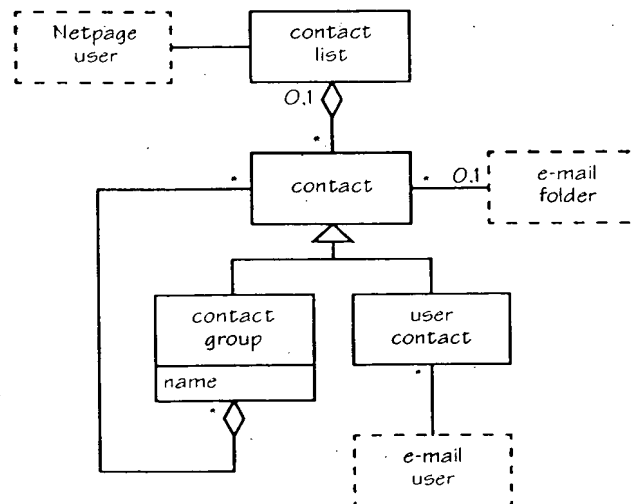 Netpage
user
contact
list
0,1
*
contact
*
*
0,1
e-mail
folder
contact
group
name
*
user
contact
*
e-mail
user